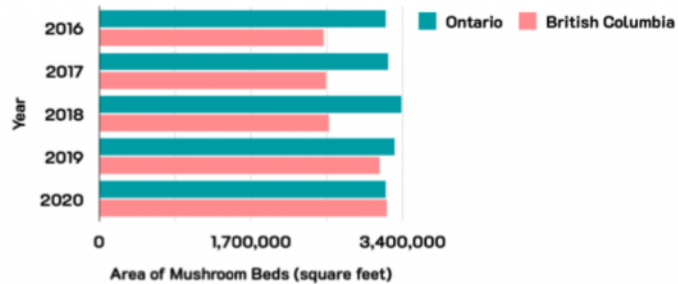 Ontario British Columbia
2016
2017
2018
2019
2020
Year
0 1,700,000 3,400,000
Area of Mushroom Beds (square feet)